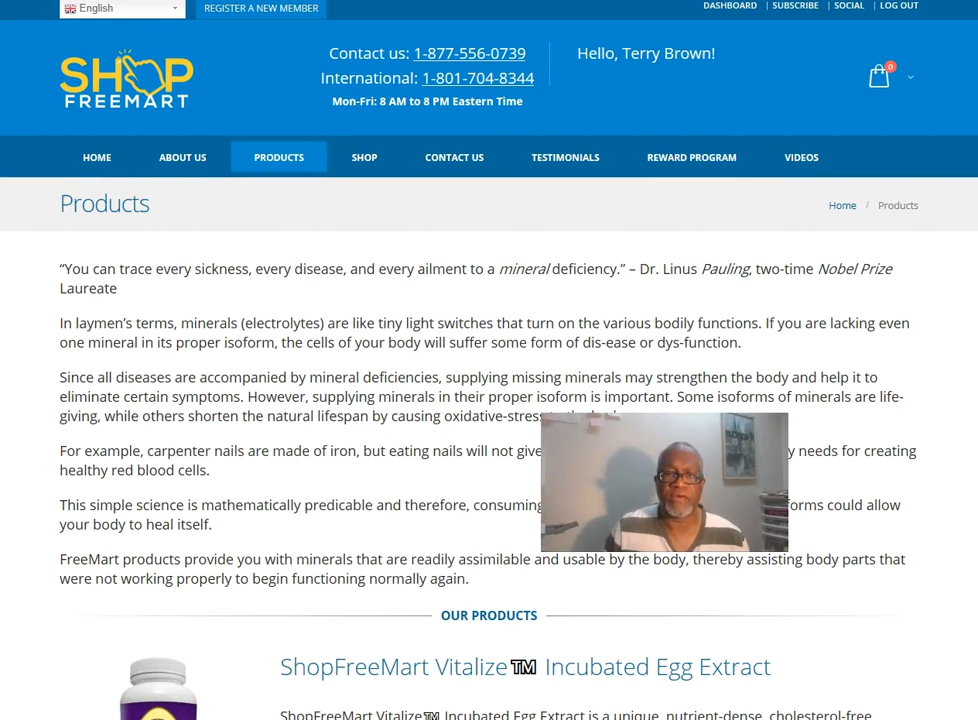 English
REGISTER A NEW MEMBER
DASHBOARD | SUBSCRIBE | SOCIAL | LOG OUT
SHOP
FREEMART
Contact us: 1-877-556-0739
International: 1-801-704-8344
Mon-Fri: 8 AM to 8 PM Eastern Time
Hello, Terry Brown!
0
HOME ABOUT US PRODUCTS SHOP CONTACT US TESTIMONIALS REWARD PROGRAM VIDEOS
Products
Home / Products
“You can trace every sickness, every disease, and every ailment to a mineral deficiency.” – Dr. Linus Pauling, two-time Nobel Prize
Laureate
In laymen’s terms, minerals (electrolytes) are like tiny light switches that turn on the various bodily functions. If you are lacking even
one mineral in its proper isoform, the cells of your body will suffer some form of dis-ease or dys-function.
Since all diseases are accompanied by mineral deficiencies, supplying missing minerals may strengthen the body and help it to
eliminate certain symptoms. However, supplying minerals in their proper isoform is important. Some isoforms of minerals are life-
giving, while others shorten the natural lifespan by causing oxidative-stress
For example, carpenter nails are made of iron, but eating nails will not give needs for creating
healthy red blood cells.
This simple science is mathematically predicable and therefore, consuming could allow
your body to heal itself.
FreeMart products provide you with minerals that are readily assimilable and usable by the body, thereby assisting body parts that
were not working properly to begin functioning normally again.
OUR PRODUCTS
ShopFreeMart Vitalize™ Incubated Egg Extract
ShopFreeMart Vitalize™ Incubated Egg Extract is a unique, nutrient-dense, cholesterol-free